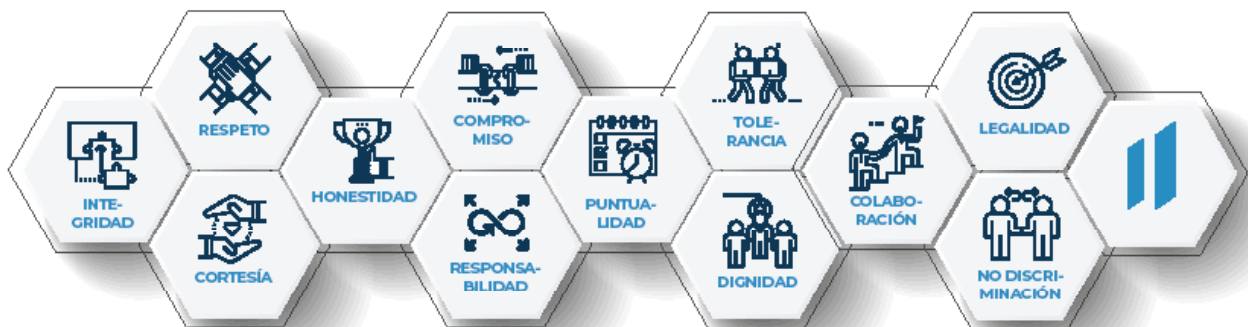 INTE-
GRIDAD
RESPETO
CORTESÍA
HONESTIDAD
COMPRO-
MISO
RESPONSA-
BILIDAD
PUNTUA-
LIDAD
TOLE-
RANCIA
DIGNIDAD
COLABO-
RACIÓN
LEGALIDAD
NO DISCRI-
MINACIÓN